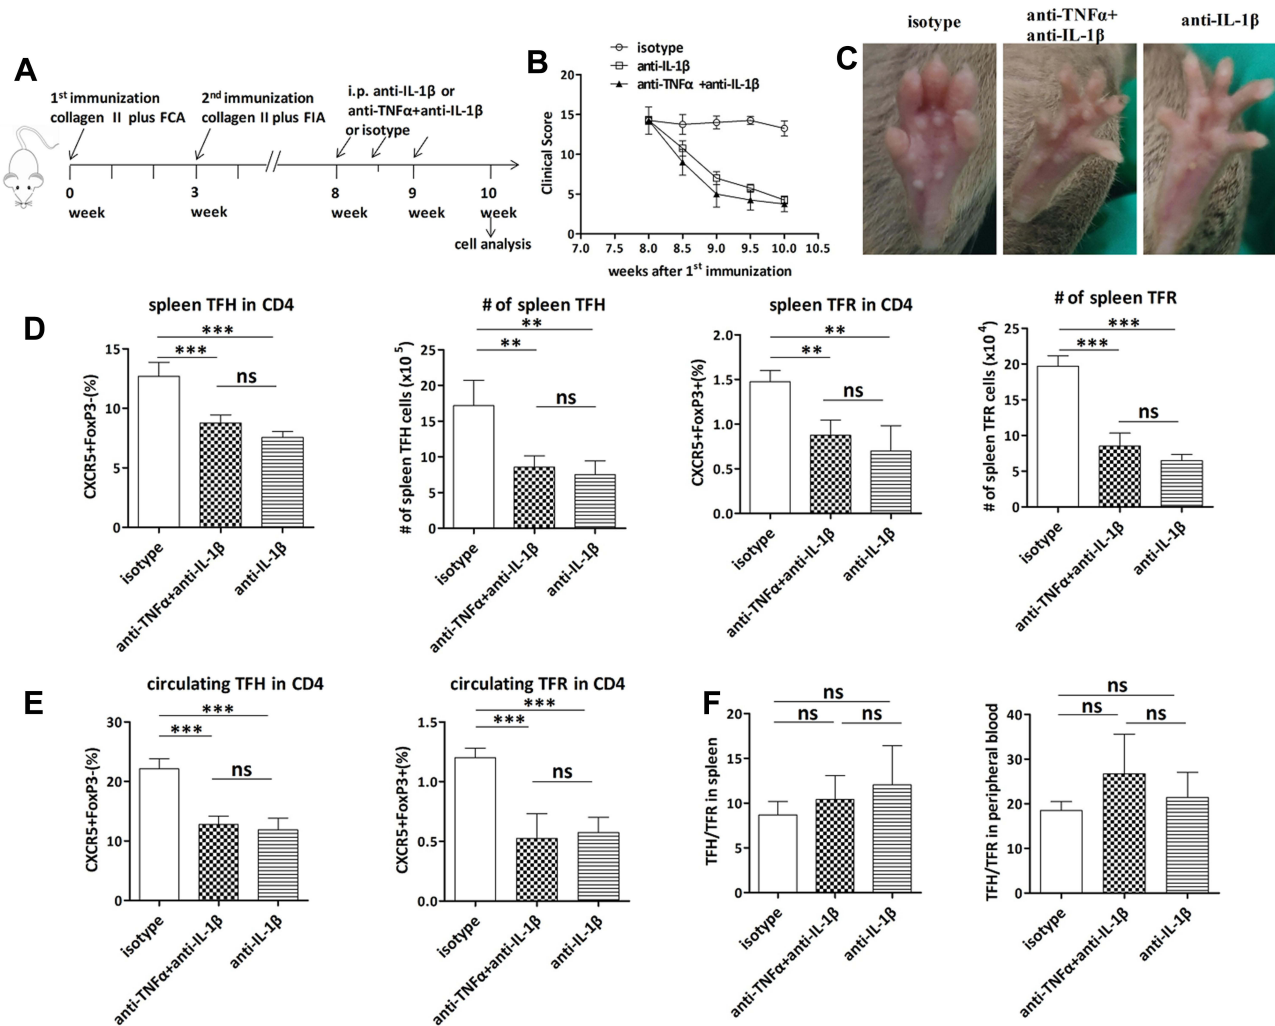 A
1st immunization
collagen II plus FCA
2nd immunization
collagen II plus FIA
i.p. anti-IL-1β or
anti-TNFα+anti-IL-1β
or isotype
0
3
8
9
10
week
week
week
week
week
cell analysis
B
isotype
anti-IL-1β
anti-TNFα +anti-IL-1β
Clinical Score
20
15
10
5
0
7.0
7.5
8.0
8.5
9.0
9.5
10.0
10.5
weeks after 1st immunization
C
isotype
anti-TNFα+
anti-IL-1β
anti-IL-1β
D
spleen TFH in CD4
***
***
ns
CXCR5+FoxP3-(%)
15
10
5
0
isotype
anti-TNFα+anti-IL-1β
anti-IL-1β
# of spleen TFH
**
**
ns
# of spleen TFH cells (x10 5)
25
20
15
10
5
0
isotype
anti-TNFα+anti-IL-1β
anti-IL-1β
spleen TFR in CD4
**
**
ns
CXCR5+FoxP3+(%)
2.0
1.5
1.0
0.5
0.0
isotype
anti-TNFα+anti-IL-1β
anti-IL-1β
# of spleen TFR
***
***
ns
# of spleen TFR cells (x10 4)
25
20
15
10
5
0
isotype
anti-TNFα+anti-IL-1β
anti-IL-1β
E
circulating TFH in CD4
***
***
ns
CXCR5+FoxP3-(%)
30
20
10
0
isotype
anti-TNFα+anti-IL-1β
anti-IL-1β
circulating TFR in CD4
***
***
ns
CXCR5+FoxP3+(%)
1.5
1.0
0.5
0.0
isotype
anti-TNFα+anti-IL-1β
anti-IL-1β
F
ns
ns
ns
TFH/TFR in spleen
20
15
10
5
0
isotype
anti-TNFα+anti-IL-1β
anti-IL-1β
ns
ns
ns
TFH/TFR in peripheral blood
40
30
20
10
0
isotype
anti-TNFα+anti-IL-1β
anti-IL-1β